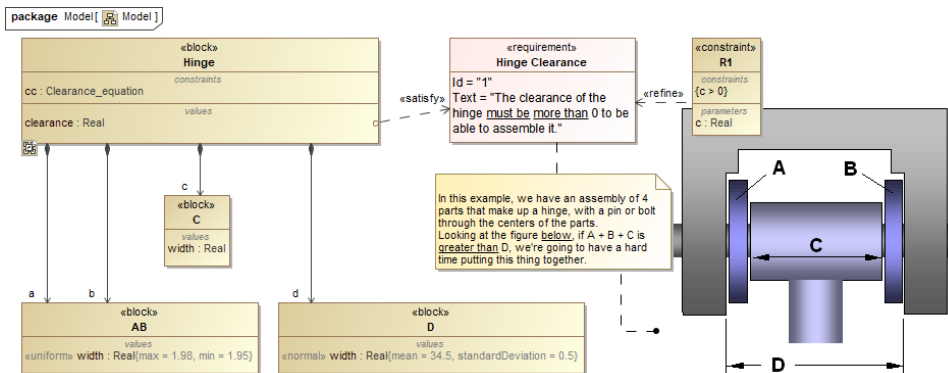 package Model[ Model ]
«block»
Hinge
constraints
cc : Clearance_equation
values
clearance : Real
c
«satisfy»
«requirement»
Hinge Clearance
Id = "1"
Text = "The clearance of the
hinge must be more than 0 to be
able to assemble it."
«refine»
«constraint»
R1
constraints
{c > 0}
parameters
c : Real
c
«block»
C
values
width : Real
In this example, we have an assembly of 4
parts that make up a hinge, with a pin or bolt
through the centers of the parts.
Looking at the figure below, if A + B + C is
greater than D, we're going to have a hard
time putting this thing together.
A
B
C
D
a
b
d
«block»
AB
values
«uniform» width : Real{max = 1.98, min = 1.95}
«block»
D
values
«normal» width : Real{mean = 34.5, standardDeviation = 0.5}